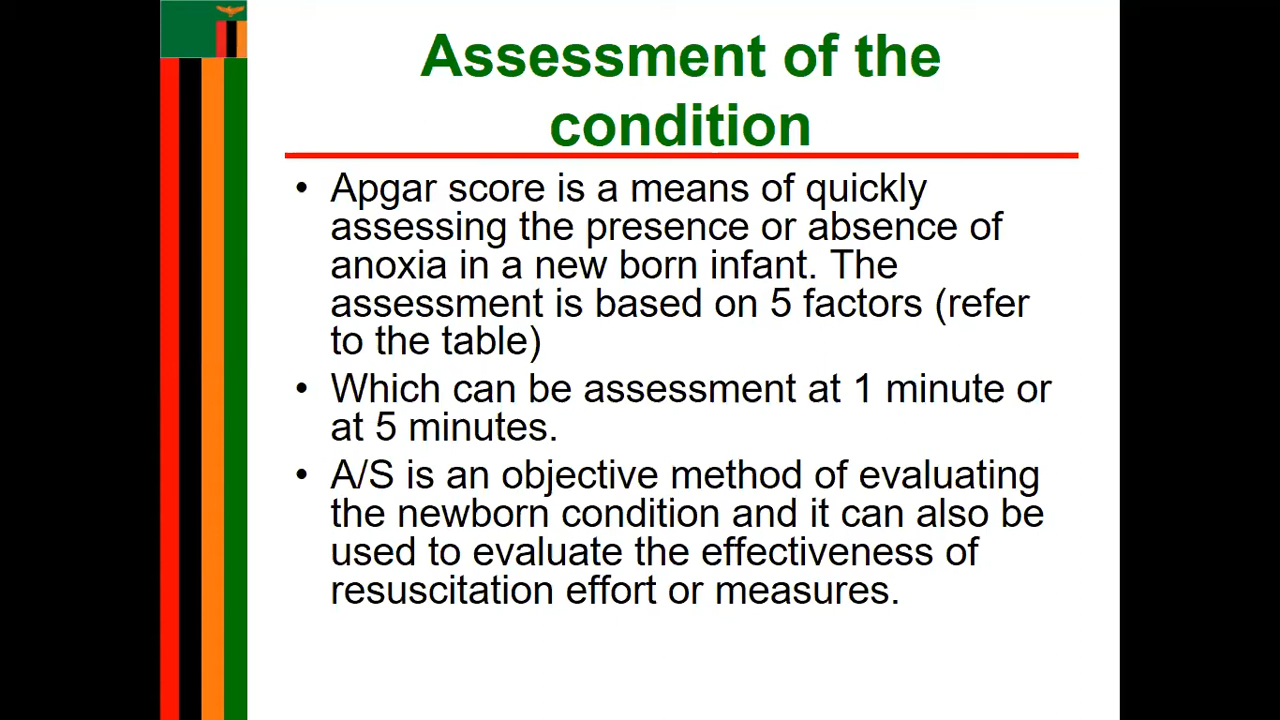 Assessment of the
condition
• Apgar score is a means of quickly
assessing the presence or absence of
anoxia in a new born infant. The
assessment is based on 5 factors (refer
to the table)
• Which can be assessment at 1 minute or
at 5 minutes.
• A/S is an objective method of evaluating
the newborn condition and it can also be
used to evaluate the effectiveness of
resuscitation effort or measures.